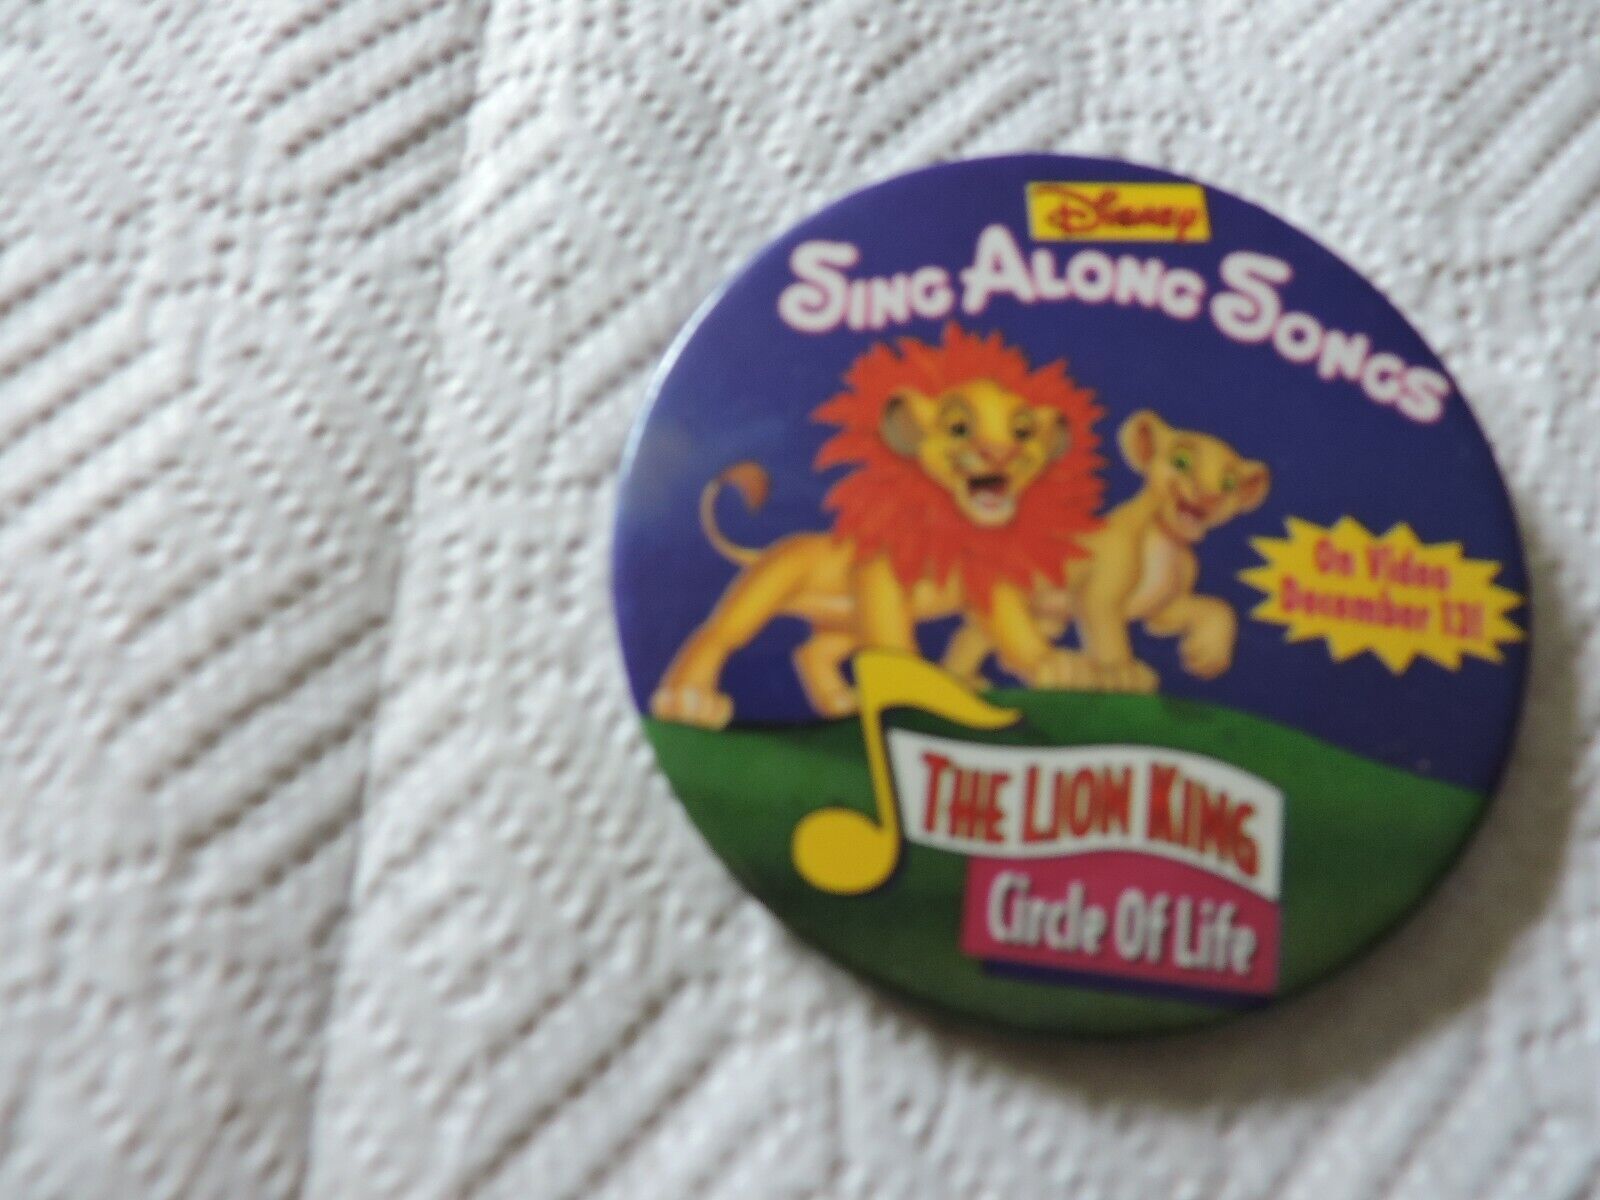 Disney
SING ALONG SONGS
On Video
December 13!
THE LION KING
Circle Of Life